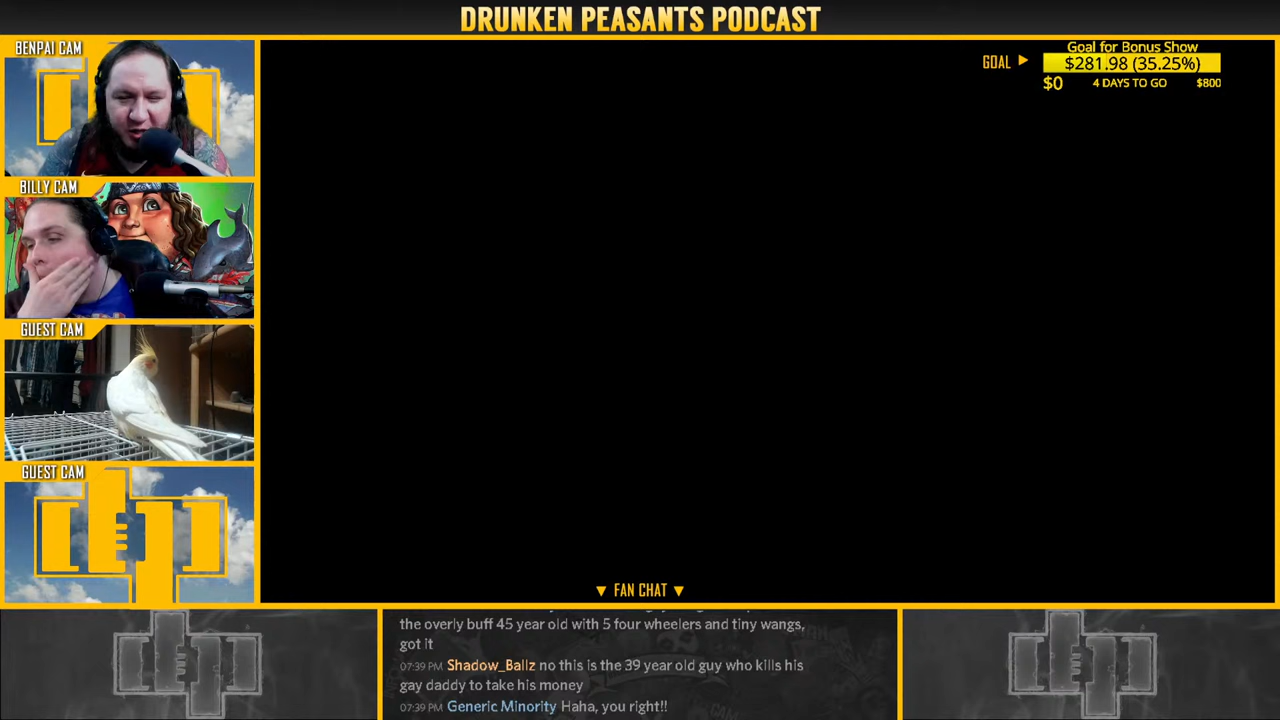 DRUNKEN PEASANTS PODCAST
BENPAI CAM
BILLY CAM
GUEST CAM
GUEST CAM
GOAL ▶
Goal for Bonus Show
$281.98 (35.25%)
$0 4 DAYS TO GO $800
▼ FAN CHAT ▼
the overly buff 45 year old with 5 four wheelers and tiny wangs,
got it
07:39 PM Shadow_Ballz no this is the 39 year old guy who kills his
gay daddy to take his money
07:39 PM Generic Minority Haha, you right!!